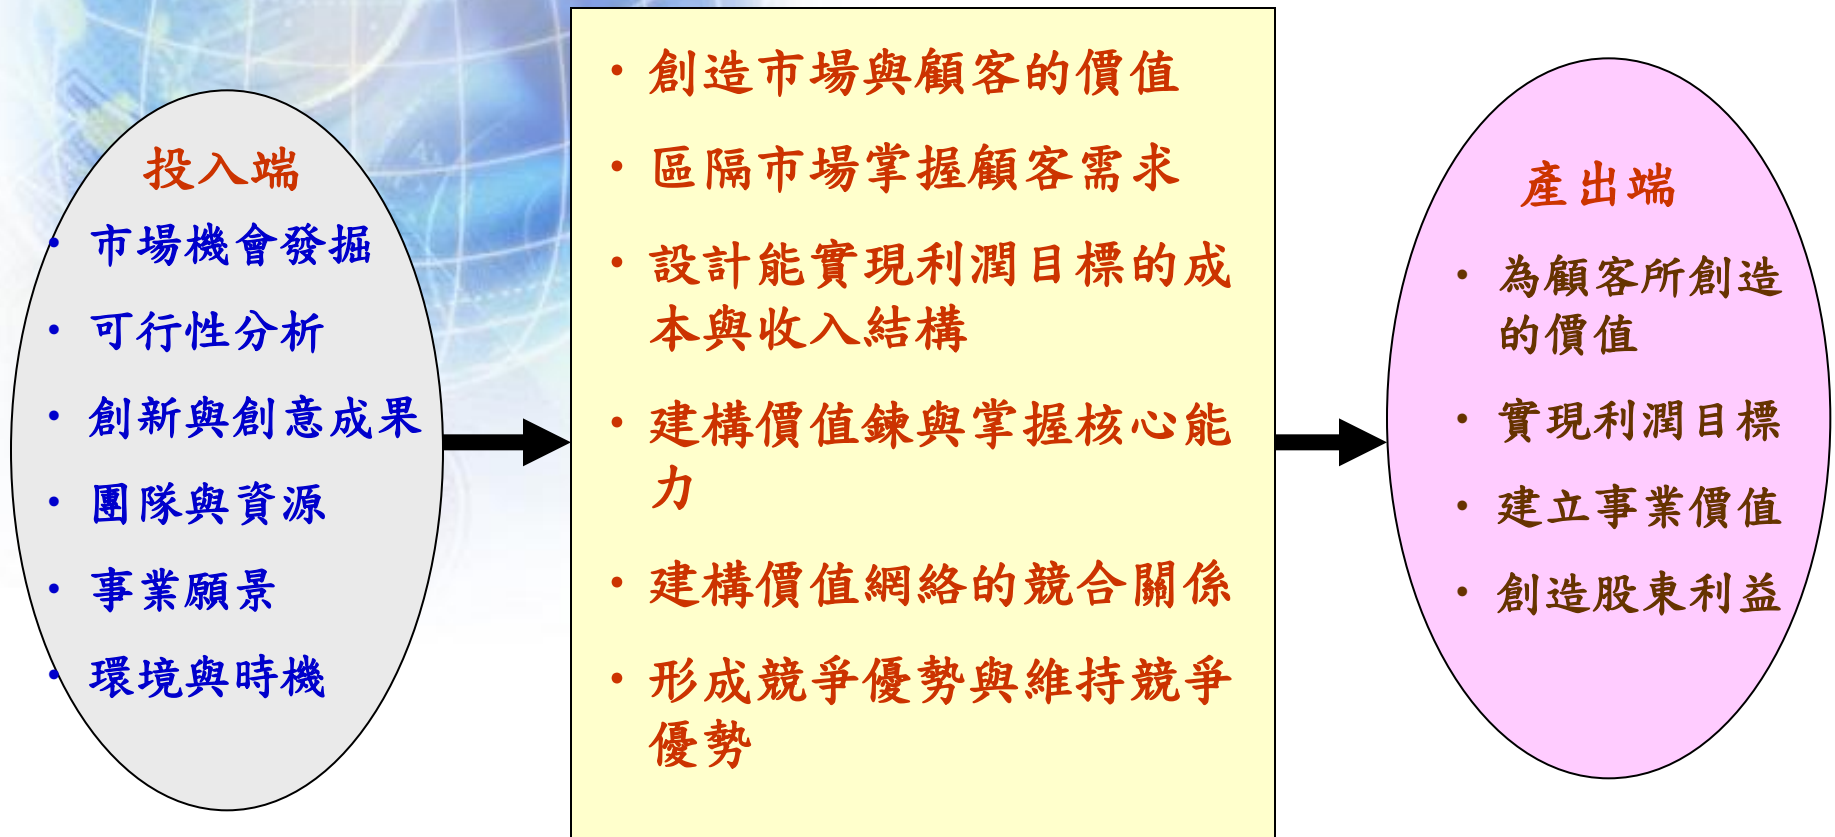 投入端
• 市場機會發掘
• 可行性分析
• 創新與創意成果
• 團隊與資源
• 事業願景
• 環境與時機
• 創造市場與顧客的價值
• 區隔市場掌握顧客需求
• 設計能實現利潤目標的成
本與收入結構
• 建構價值鍊與掌握核心能
力
• 建構價值網絡的競合關係
• 形成競爭優勢與維持競爭
優勢
產出端
• 為顧客所創造
的價值
• 實現利潤目標
• 建立事業價值
• 創造股東利益